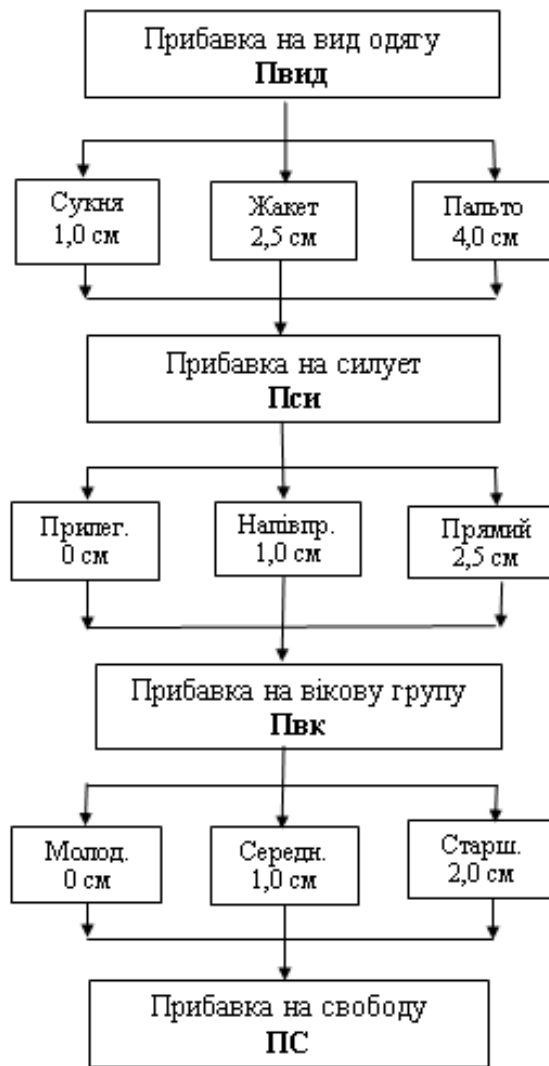 Прибавка на вид одягу
Пвид
Сукня
1,0 см
Жакет
2,5 см
Пальто
4,0 см
Прибавка на силует
Пси
Прилег.
0 см
Напівпр.
1,0 см
Прямий
2,5 см
Прибавка на вікову групу
Пвк
Молод.
0 см
Середн.
1,0 см
Старш.
2,0 см
Прибавка на свободу
ПС